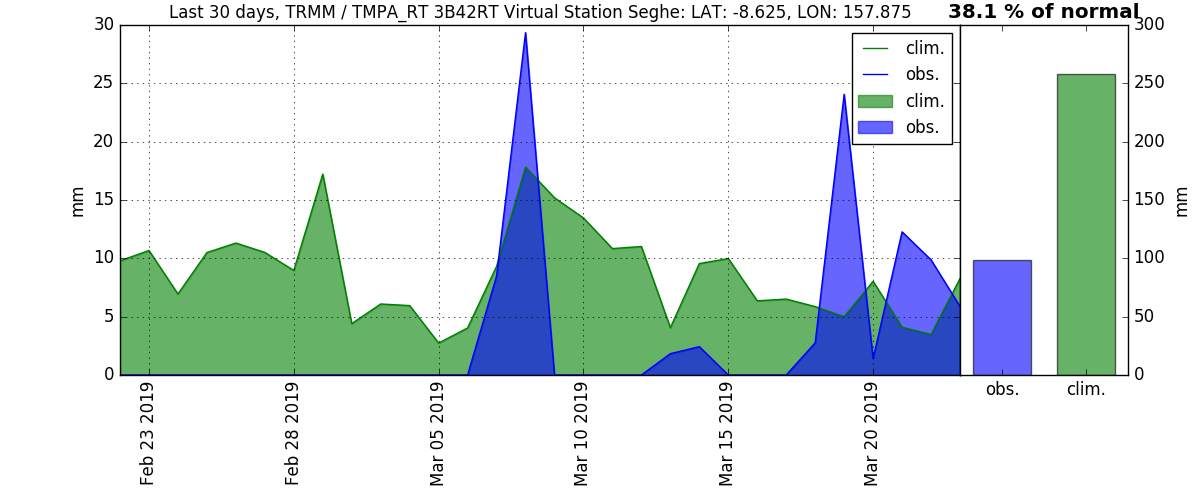 Last 30 days, TRMM / TMPA_RT 3B42RT Virtual Station Seghe: LAT: -8.625, LON: 157.875
38.1 % of normal
30
25
20
15
10
5
0
mm
clim.
obs.
clim.
obs.
300
250
200
150
100
50
0
mm
obs.
clim.
Feb 23 2019
Feb 28 2019
Mar 05 2019
Mar 10 2019
Mar 15 2019
Mar 20 2019